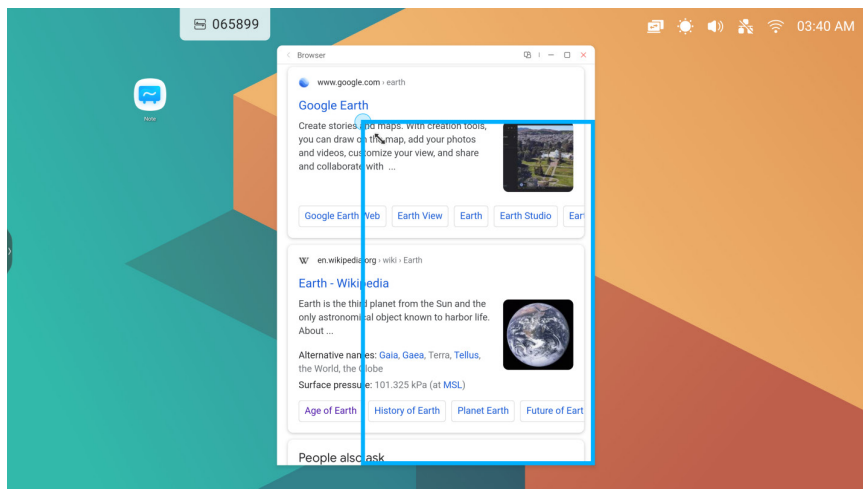 065899
03:40 AM
Note
Browser
www.google.com › earth
Google Earth
Create stories and maps. With creation tools,
you can draw on the map, add your photos
and videos, customize your view, and share
and collaborate with ...
Google Earth Web Earth View Earth Earth Studio Ear
W en.wikipedia.org › wiki › Earth
Earth - Wikipedia
Earth is the third planet from the Sun and the
only astronomical object known to harbor life.
About ...
Alternative names: Gaia, Gaea, Terra, Tellus,
the World, the Globe
Surface pressure: 101.325 kPa (at MSL)
Age of Earth History of Earth Planet Earth Future of Eart
People also ask